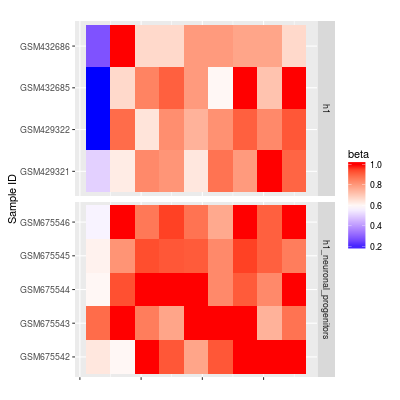 Sample ID
GSM432686
GSM432685
GSM429322
GSM429321
h1
GSM675546
GSM675545
GSM675544
GSM675543
GSM675542
h1_neuronal_progenitors
beta
1.0
0.8
0.6
0.4
0.2